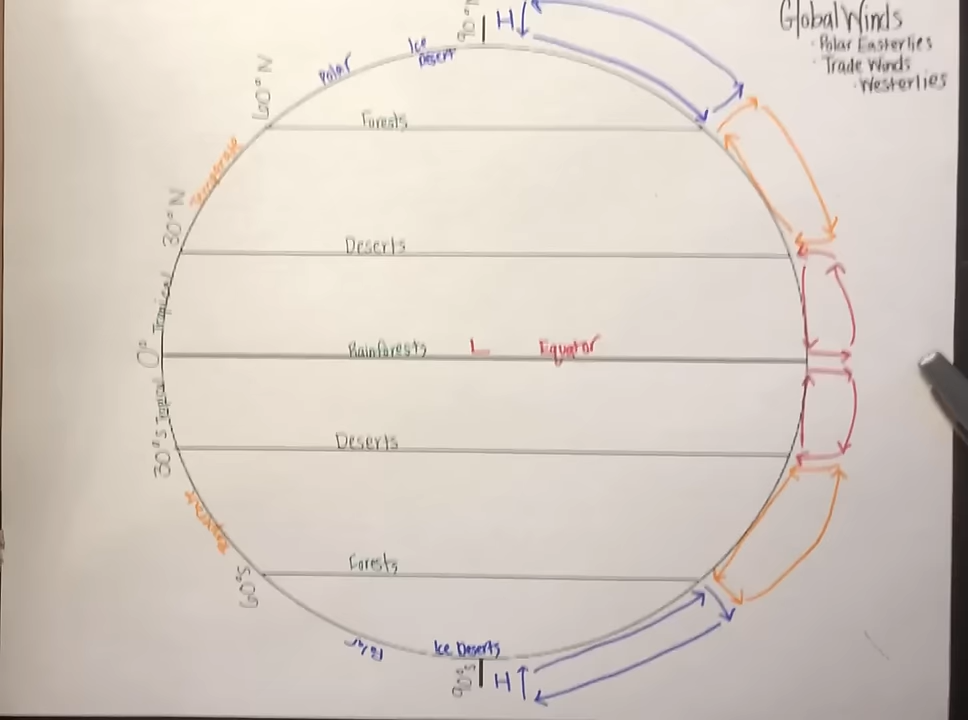 Global Winds
· Polar Easterlies
· Trade Winds
· Westerlies
90°N
H
Ice
Desert
Polar
60°N
Forests
Temperate
30°N
Deserts
Tropical
0°
Rainforests L Equator
Tropical
30°S
Deserts
60°S
Forests
Polar
Ice Deserts
90°S
H